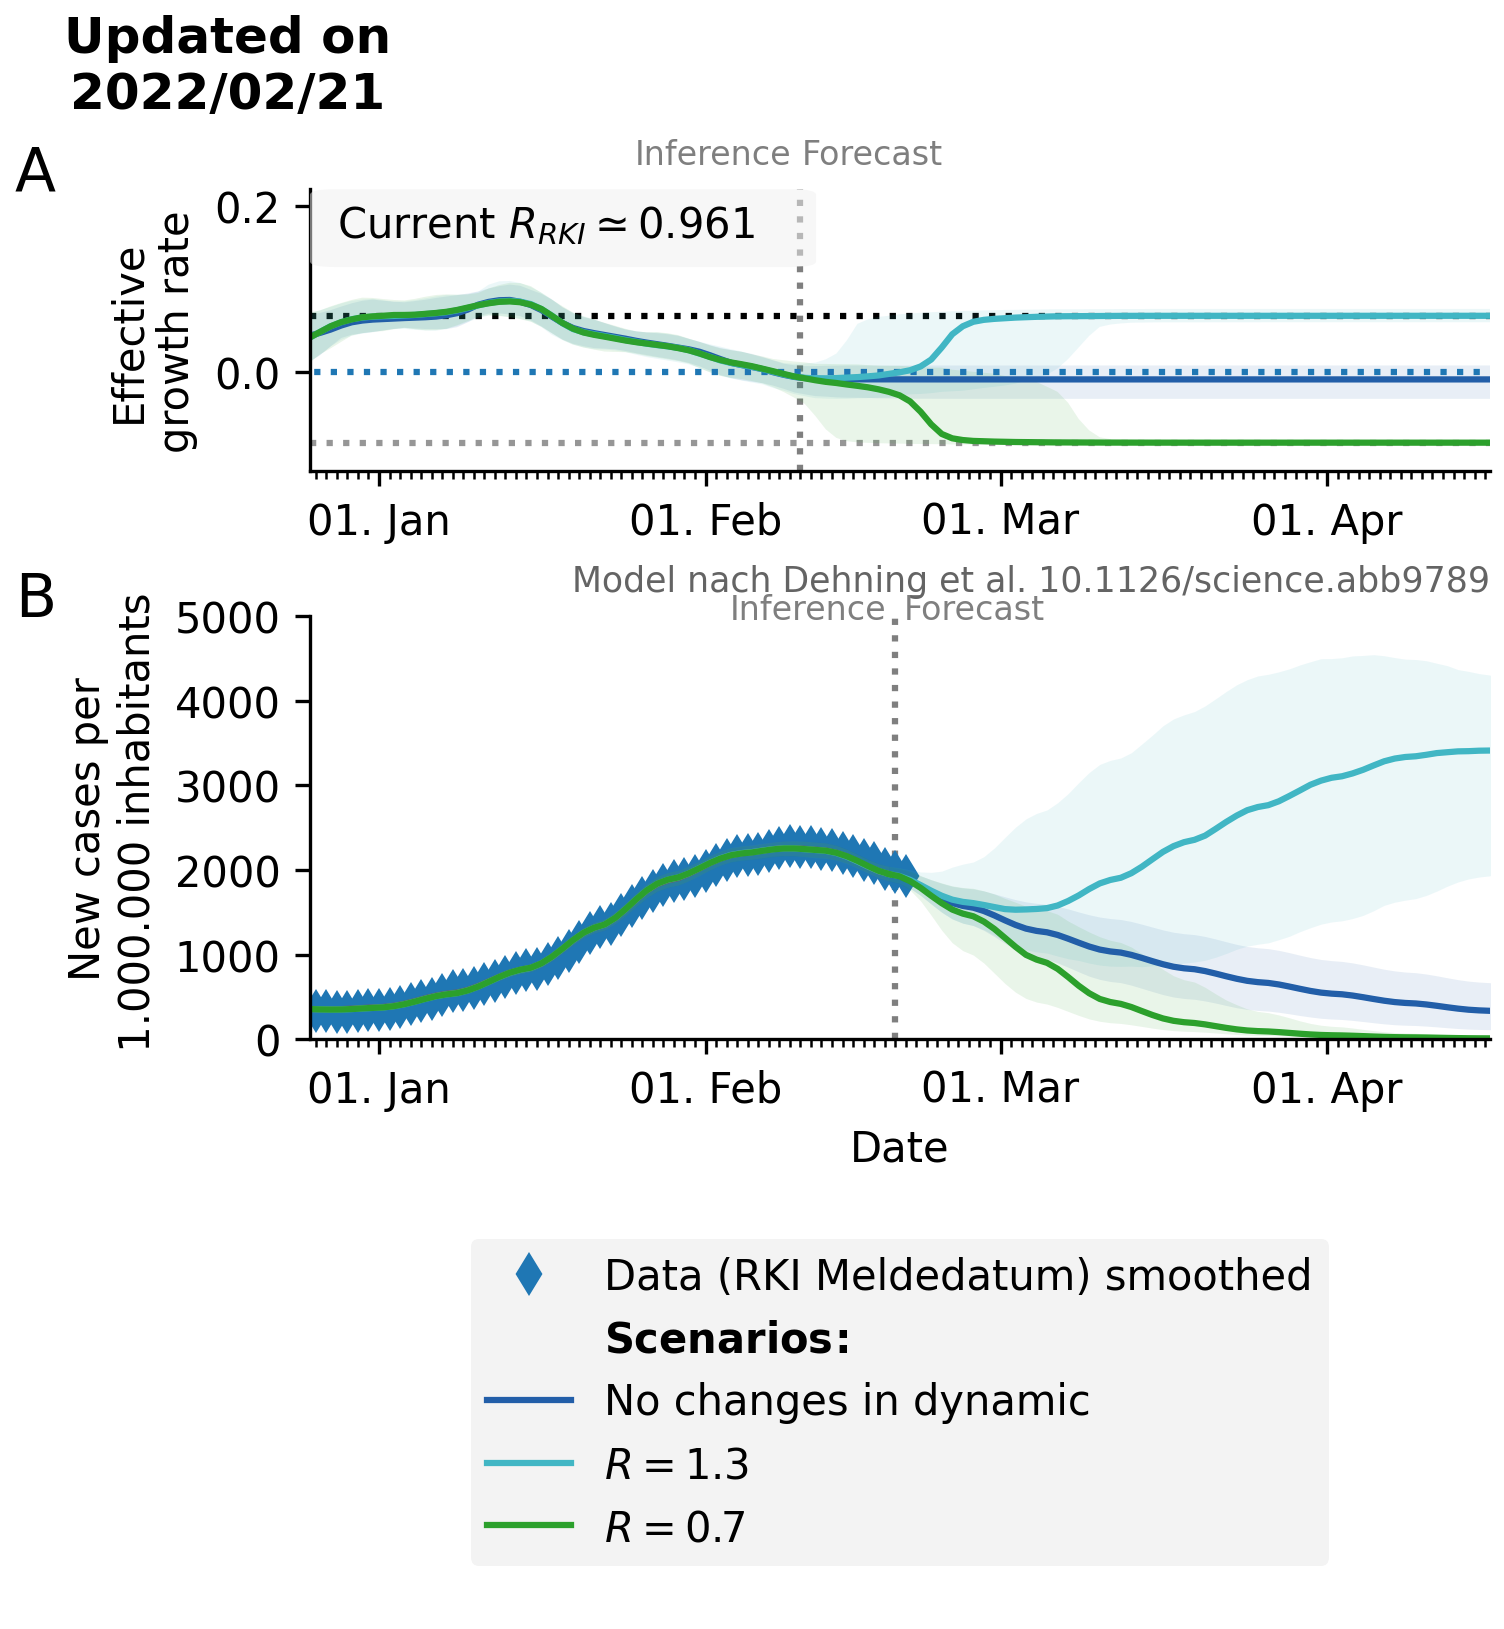 Updated on
2022/02/21
A
Inference Forecast
Effective
growth rate
0.2
0.0
Current R_RKI ≃ 0.961
01. Jan 01. Feb 01. Mar 01. Apr
B
Model nach Dehning et al. 10.1126/science.abb9789
Inference Forecast
New cases per
1.000.000 inhabitants
5000
4000
3000
2000
1000
0
01. Jan 01. Feb 01. Mar 01. Apr
Date
Data (RKI Meldedatum) smoothed
Scenarios:
No changes in dynamic
R = 1.3
R = 0.7